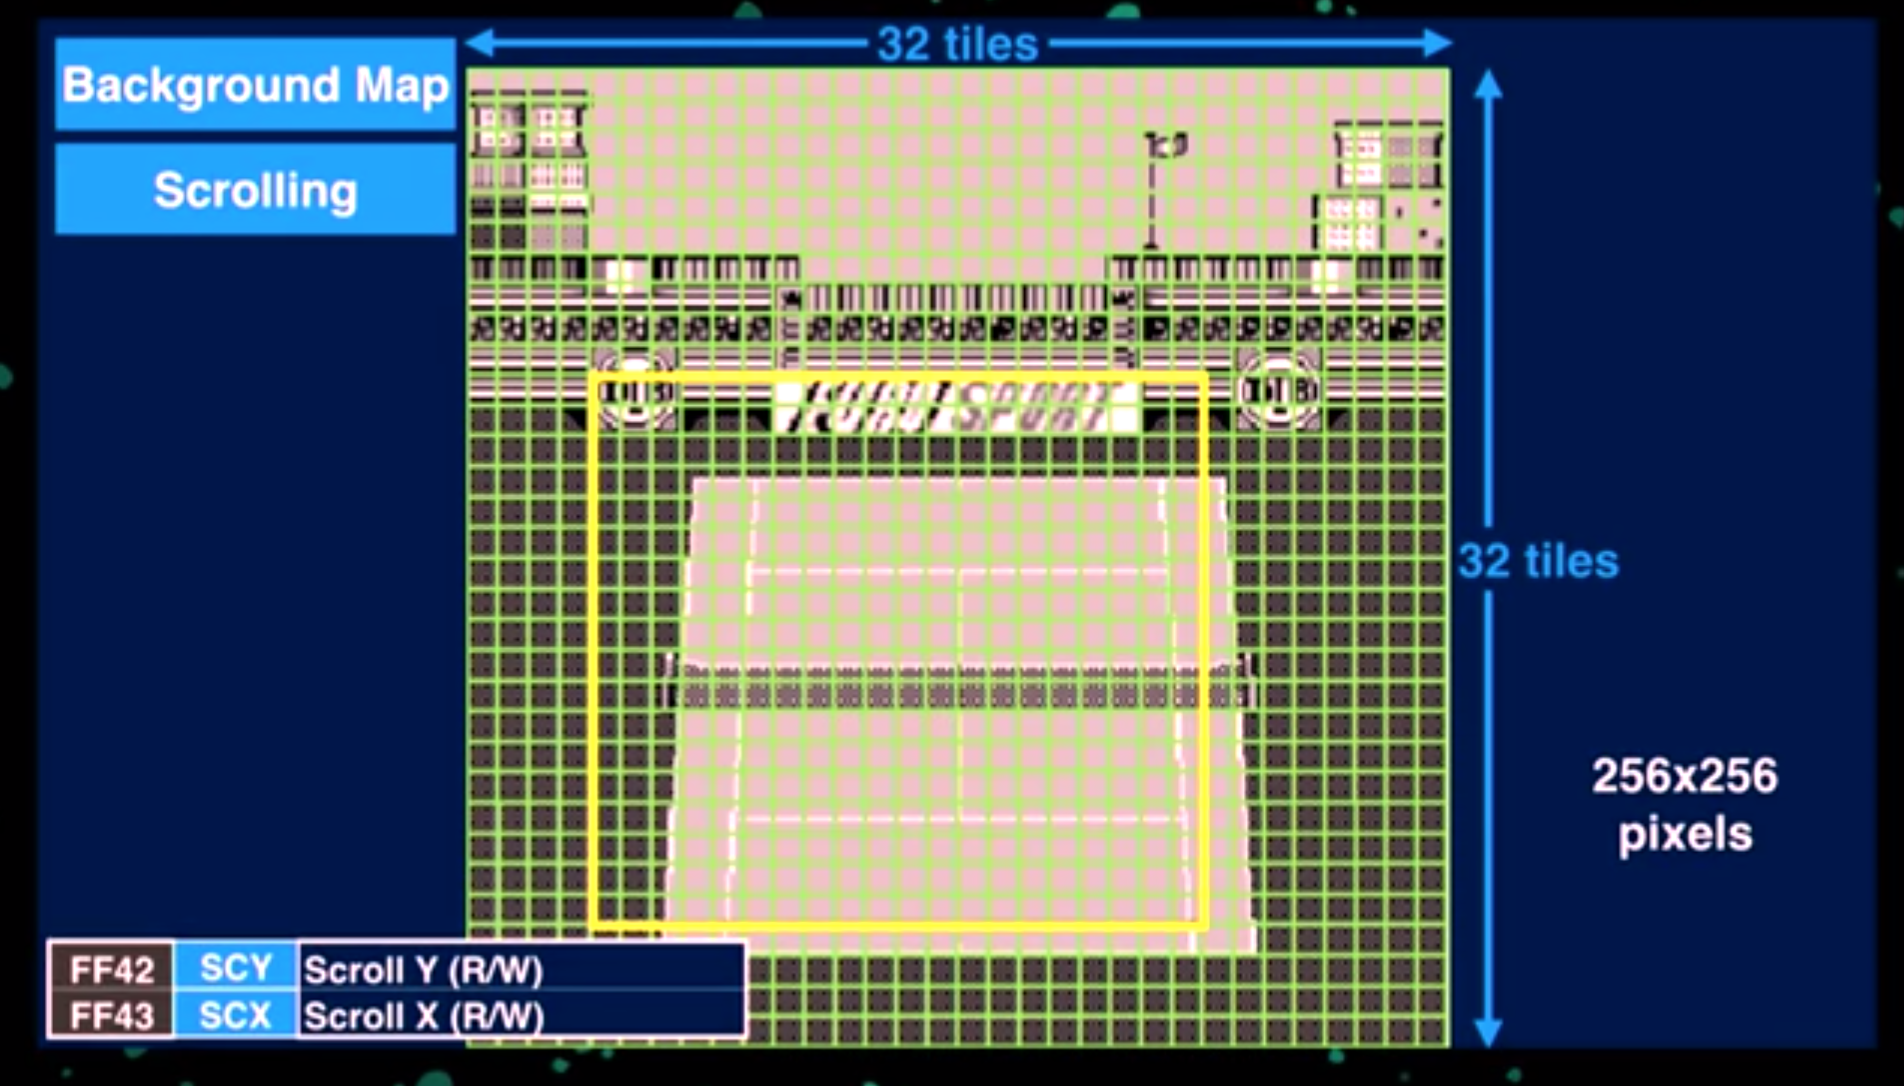 32 tiles
Background Map
Scrolling
32 tiles
256x256
pixels
FF42 SCY Scroll Y (R/W)
FF43 SCX Scroll X (R/W)